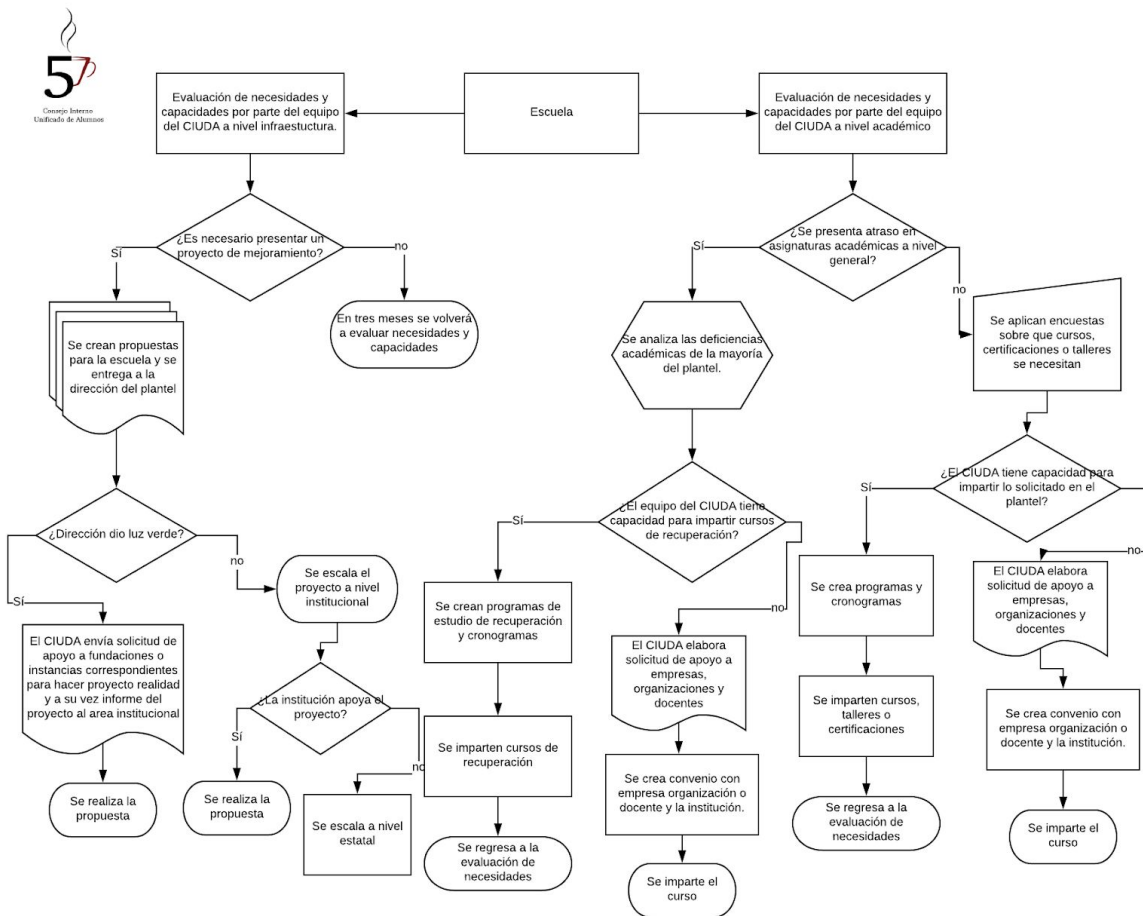 57
Consejo Interno
Unificado de Alumnos
Evaluación de necesidades y
capacidades por parte del equipo
del CIUDA a nivel infraestuctura.
Escuela
Evaluación de necesidades y
capacidades por parte del equipo
del CIUDA a nivel académico
¿Es necesario presentar un
proyecto de mejoramiento?
Sí
no
¿Se presenta atraso en
asignaturas académicas a nivel
general?
Sí
no
Se crean propuestas
para la escuela y se
entrega a la
dirección del plantel
En tres meses se volverá
a evaluar necesidades y
capacidades
Se analiza las deficiencias
académicas de la mayoría
del plantel.
Se aplican encuestas
sobre que cursos,
certificaciones o talleres
se necesitan
¿Dirección dio luz verde?
Sí
no
¿El equipo del CIUDA tiene
capacidad para impartir cursos
de recuperación?
Sí
no
¿El CIUDA tiene capacidad para
impartir lo solicitado en el
plantel?
Sí
no
El CIUDA envía solicitud de
apoyo a fundaciones o
instancias correspondientes
para hacer proyecto realidad
y a su vez informe del
proyecto al area institucional
Se realiza la
propuesta
Se escala el
proyecto a nivel
institucional
¿La institución apoya el
proyecto?
Sí
no
Se realiza la
propuesta
Se escala a nivel
estatal
Se crean programas de
estudio de recuperación
y cronogramas
Se imparten cursos de
recuperación
Se regresa a la
evaluación de
necesidades
El CIUDA elabora
solicitud de apoyo a
empresas,
organizaciones y
docentes
Se crea convenio con
empresa organización o
docente y la institución.
Se imparte el
curso
Se crea programas y
cronogramas
Se imparten cursos,
talleres o
certificaciones
Se regresa a la
evaluación de
necesidades
El CIUDA elabora
solicitud de apoyo a
empresas,
organizaciones y
docentes
Se crea convenio con
empresa organización o
docente y la institución.
Se imparte el
curso